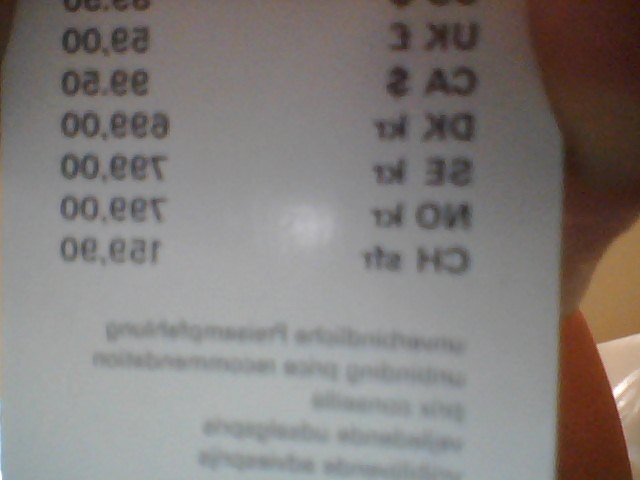 UK £ 59,00
CA $ 99.50
DK kr 699,00
SE kr 799,00
NO kr 799,00
CH sfr 159,90
unverbindliche Preisempfehlung
unbinding price recommendation
prix conseillé
vejledende udsalgspris
adviesprijs